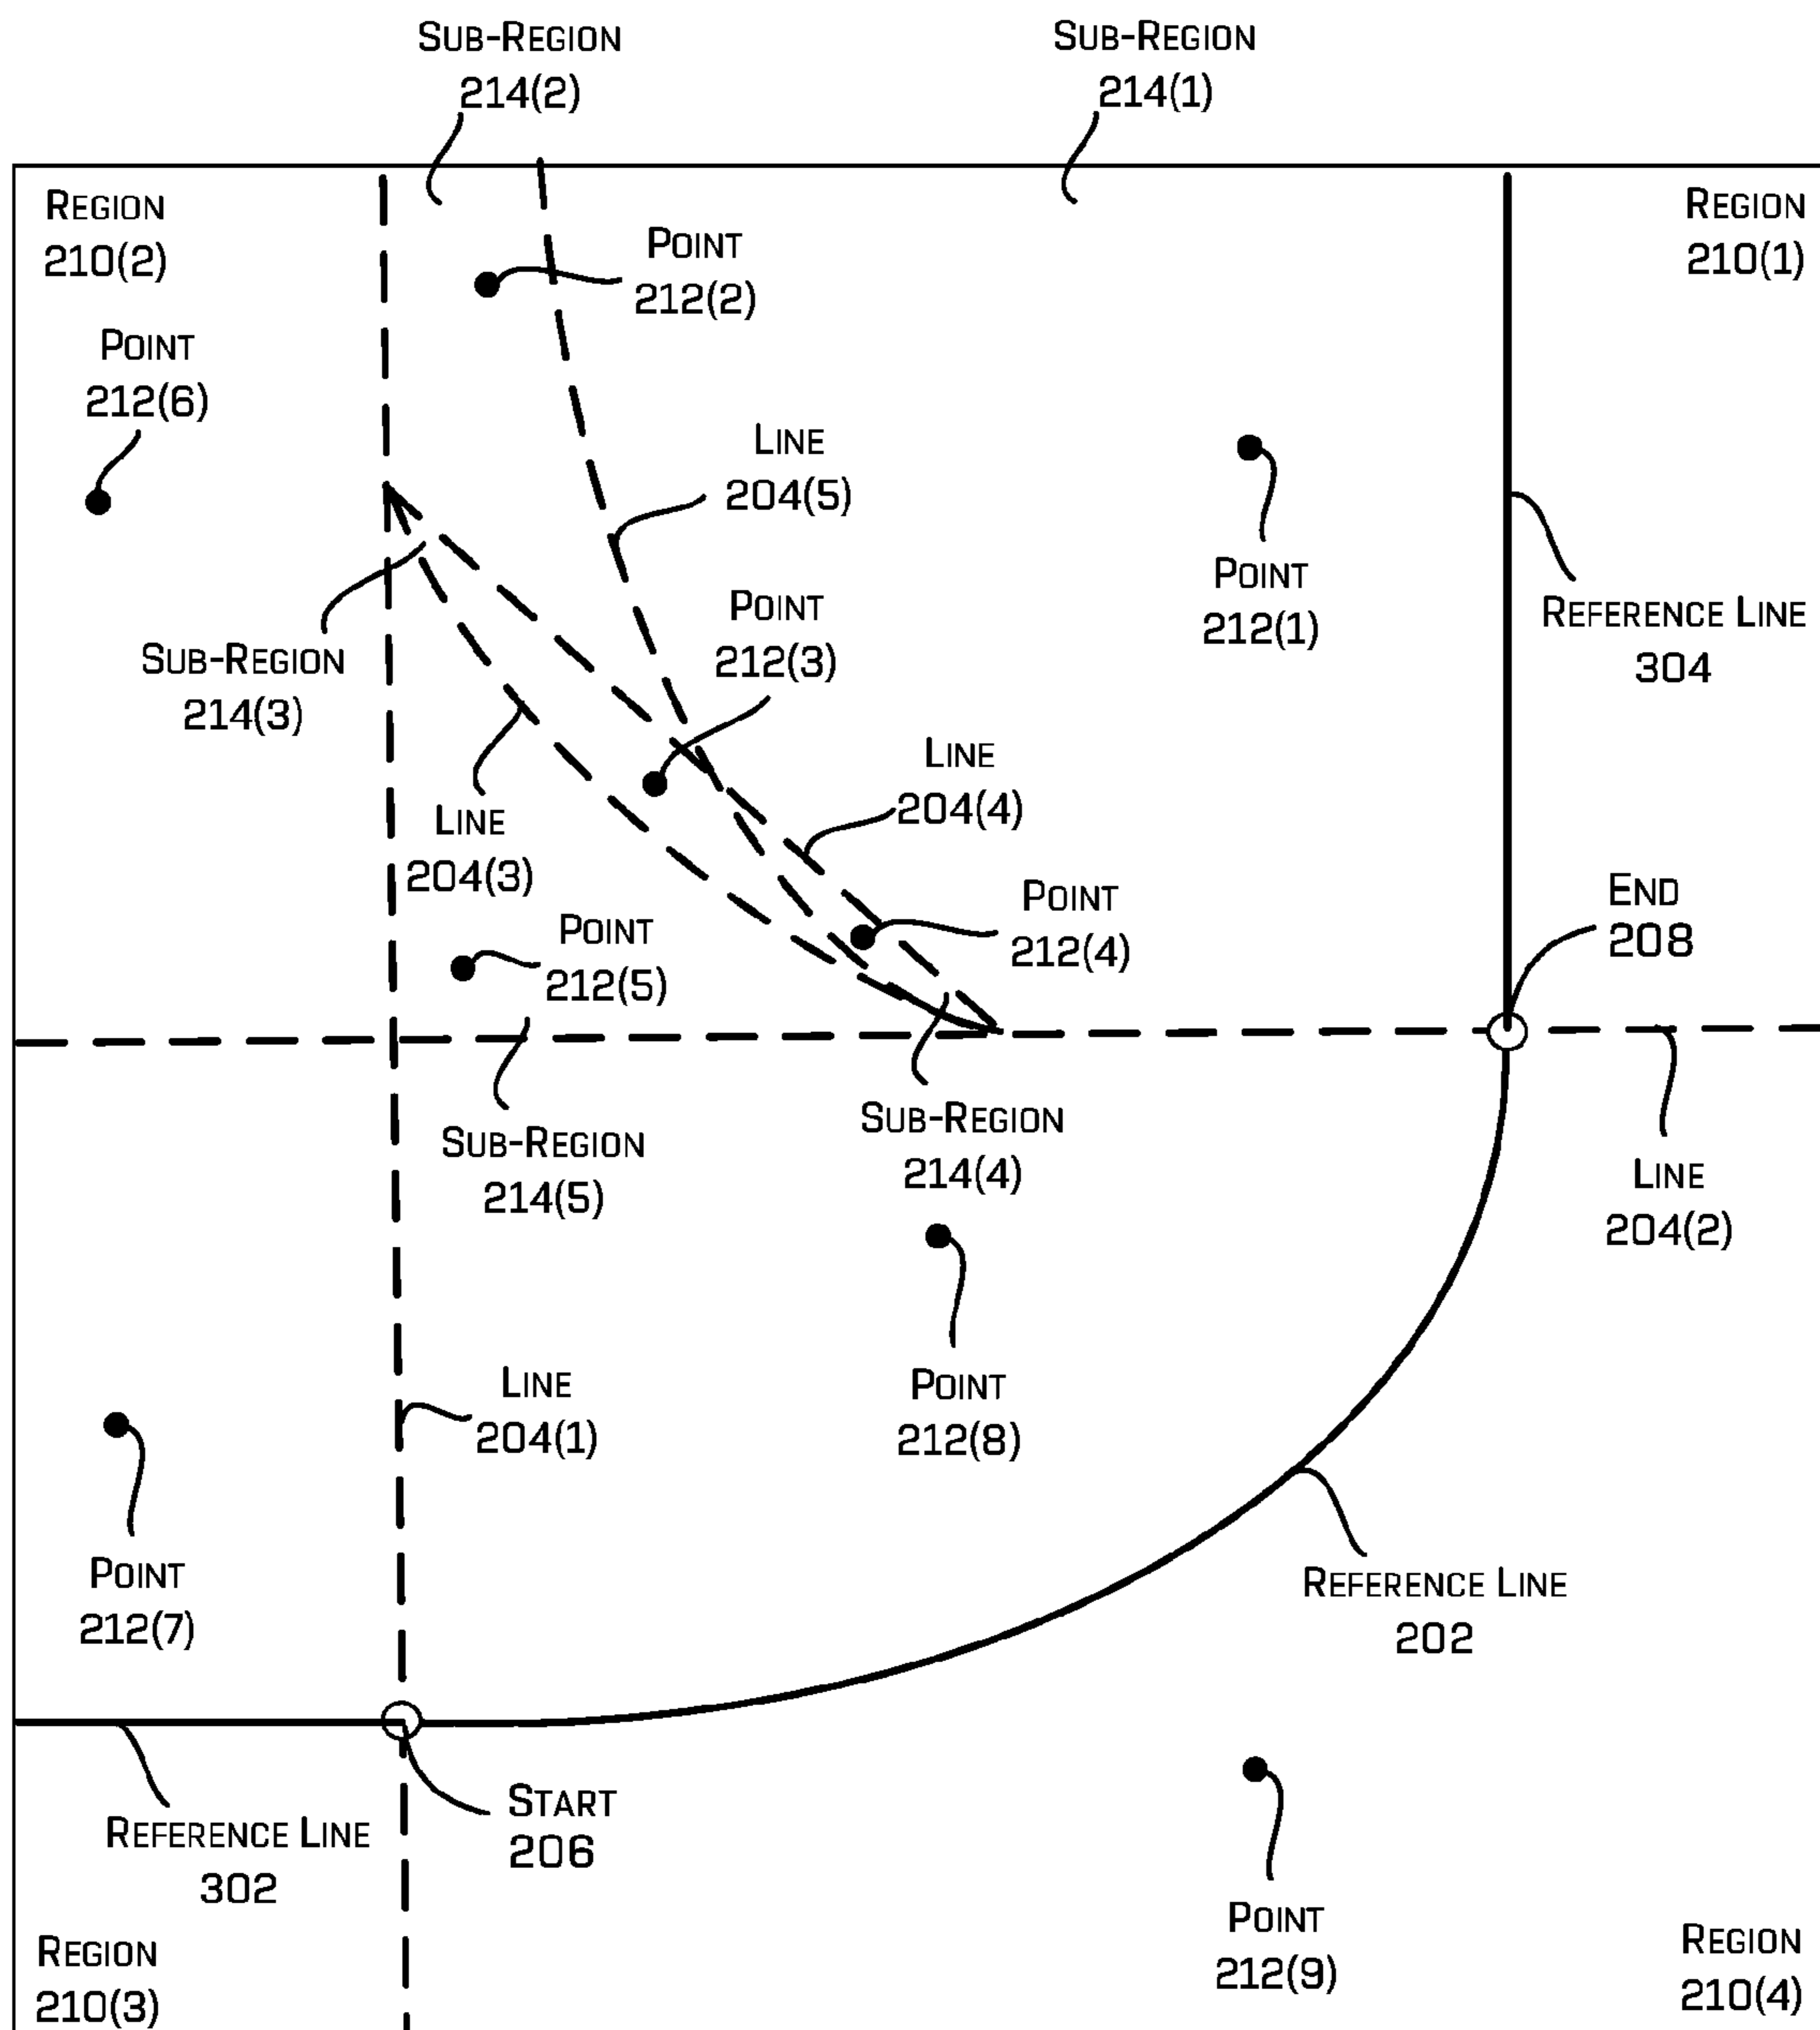 SUB-REGION
214(2)
SUB-REGION
214(1)
REGION
210(2)
POINT
212(2)
REGION
210(1)
POINT
212(6)
LINE
204(5)
POINT
212(1)
REFERENCE LINE
304
POINT
212(3)
SUB-REGION
214(3)
LINE
204(4)
LINE
204(3)
POINT
212(4)
END
208
POINT
212(5)
SUB-REGION
214(5)
SUB-REGION
214(4)
LINE
204(2)
LINE
204(1)
POINT
212(8)
POINT
212(7)
REFERENCE LINE
202
START
206
REFERENCE LINE
302
POINT
212(9)
REGION
210(3)
REGION
210(4)